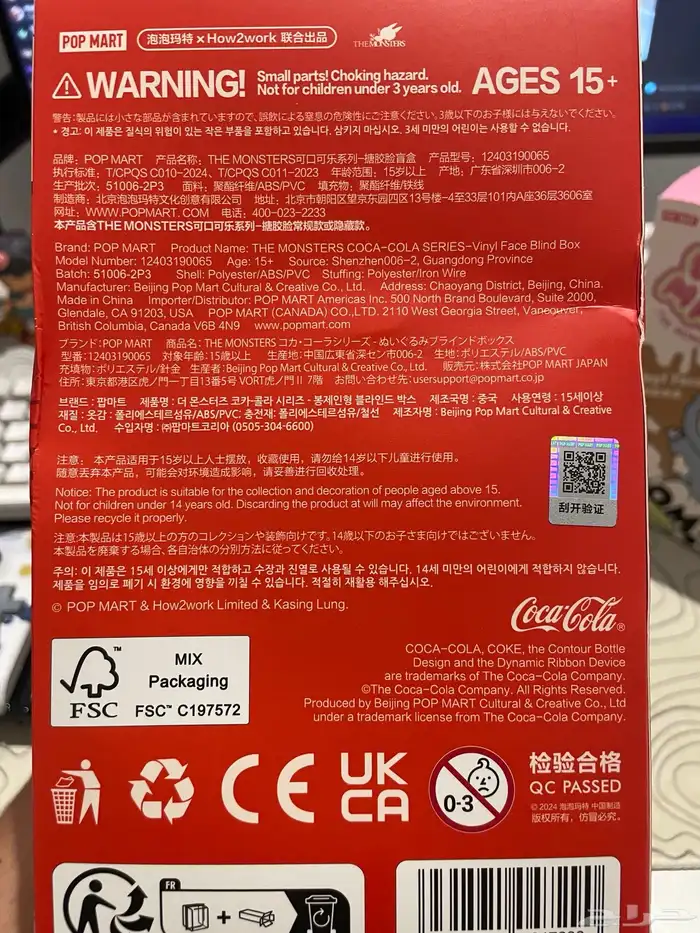 POP MART
泡泡玛特 × How2work 联合出品
THE MONSTERS
WARNING!
Small parts! Choking hazard.
Not for children under 3 years old.
AGES 15+
警告:製品には小さな部品が含まれていますので、誤飲による窒息の危険性にご注意ください。3歳以下のお子様には与えないでください。
* 경고: 이 제품은 질식의 위험이 있는 작은 부품을 포함하고 있습니다. 삼키지 마십시오. 3세 미만의 어린이는 사용할 수 없습니다.
品牌：POP MART 产品名称：THE MONSTERS可口可乐系列-搪胶脸盲盒 产品型号：12403190065
执行标准：T/CPQS C010-2024、T/CPQS C011-2023 年龄范围：15岁以上 产地：广东省深圳市006-2
生产批次：51006-2P3 面料：聚酯纤维/ABS/PVC 填充物：聚酯纤维/铁线
制造商：北京泡泡玛特文化创意有限公司 地址：北京市朝阳区望京东园四区13号楼-4至33层101内A座36层3606室
网址：WWW.POPMART. COM 电话：400-023-2233
本产品含THE MONSTERS可口可乐系列-搪胶脸常规款或隐藏款。
Brand: POP MART Product Name: THE MONSTERS COCA-COLA SERIES-Vinyl Face Blind Box
Model Number: 12403190065 Age: 15+ Source: Shenzhen006-2, Guangdong Province
Batch: 51006-2P3 Shell: Polyester/ABS/PVC Stuffing: Polyester/Iron Wire
Manufacturer: Beijing Pop Mart Cultural & Creative Co., Ltd. Address: Chaoyang District, Beijing, China.
Made in China Importer/Distributor: POP MART Americas Inc. 500 North Brand Boulevard, Suite 2000,
Glendale, CA 91203, USA POP MART (CANADA) CO.,LTD. 2110 West Georgia Street, Vancouver,
British Columbia, Canada V6B 4N9 www.popmart.com
ブランド:POP MART 商品名:THE MONSTERS コカ・コーラシリーズ - ぬいぐるみブラインドボックス
型番:12403190065 対象年齢:15歳以上 生産地:中国広東省深セン市006-2 生地:ポリエステル/ABS/PVC
充填物:ポリエステル/針金 生産者:Beijing Pop Mart Cultural & Creative Co., Ltd. 販売元:株式会社POP MART JAPAN
住所:東京都港区虎ノ門一丁目13番5号 VORT虎ノ門Ⅱ 7階 お問い合わせ先:usersupport@popmart.co.jp
브랜드 : 팝마트 제품명 : 더 몬스터즈 코카-콜라 시리즈 - 봉제인형 블라인드 박스 제조국명 : 중국 사용연령 : 15세이상
재질 : 옷감 : 폴리에스테르섬유/ABS/PVC; 충전재: 폴리에스테르섬유/철선 제조자명 : Beijing Pop Mart Cultural & Creative
Co., Ltd. 수입자명 : ㈜팝마트코리아 (0505-304-6600)
注意：本产品适用于15岁以上人士摆放，收藏使用，请勿给14岁以下儿童进行使用。
随意丢弃本产品，可能会对环境造成影响，请妥善进行回收处理。
Notice: The product is suitable for the collection and decoration of people aged above 15.
Not for children under 14 years old. Discarding the product at will may affect the environment.
Please recycle it properly.
刮开验证
注意:本製品は15歳以上の方のコレクションや装飾向けです。14歳以下のお子さま向けではございません。
本製品を廃棄する場合、各自治体の分別方法に従ってください。
주의: 이 제품은 15세 이상에게만 적합하고 수장과 진열로 사용될 수 있습니다. 14세 미만의 어린이에게 적합하지 않습니다.
제품을 임의로 폐기 시 환경에 영향을 끼칠 수 있습니다. 적절히 재활용 해주십시오.
© POP MART & How2work Limited & Kasing Lung.
Coca-Cola®
COCA-COLA, COKE, the Contour Bottle
Design and the Dynamic Ribbon Device
are trademarks of The Coca-Cola Company.
©The Coca-Cola Company. All Rights Reserved.
Produced by Beijing POP MART Cultural & Creative Co., Ltd
under a trademark license from The Coca-Cola Company.
FSC
MIX
Packaging
FSC™ C197572
CE
UK
CA
0-3
检验合格
QC PASSED
© 2024 泡泡玛特 中国制造
版权所有，仿冒必究。
FR
حراج